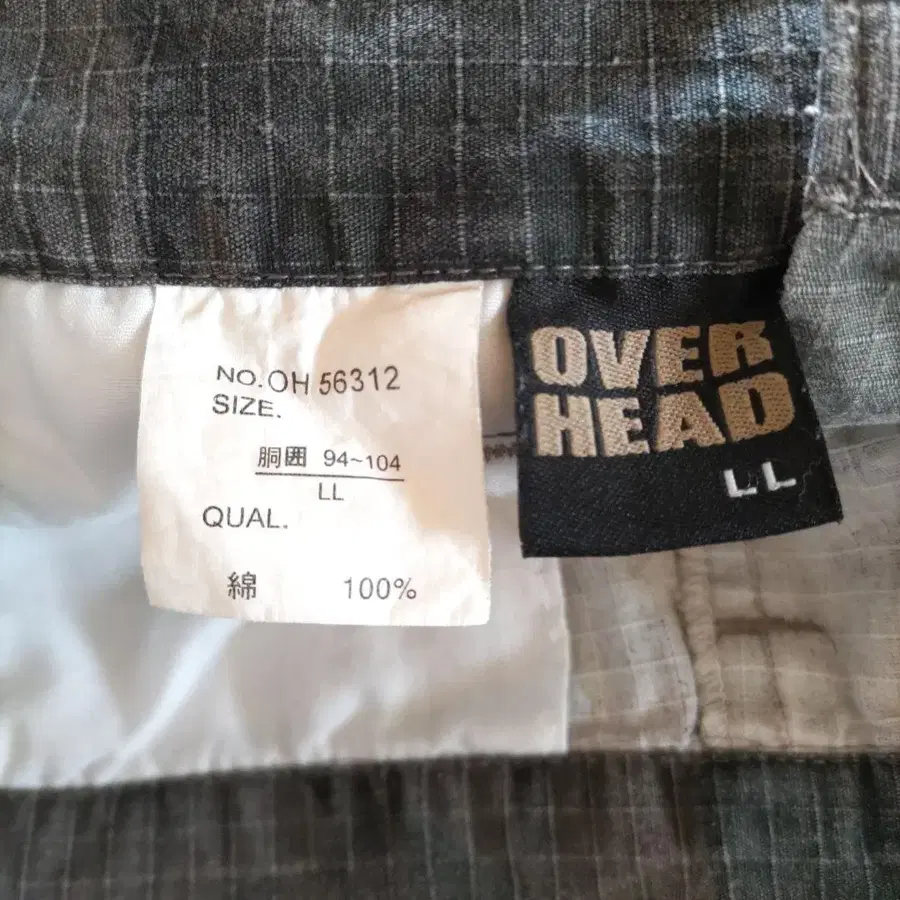 NO.OH 56312
SIZE.
胴囲 94~104
LL
QUAL.
綿 100%
OVER
HEAD
LL